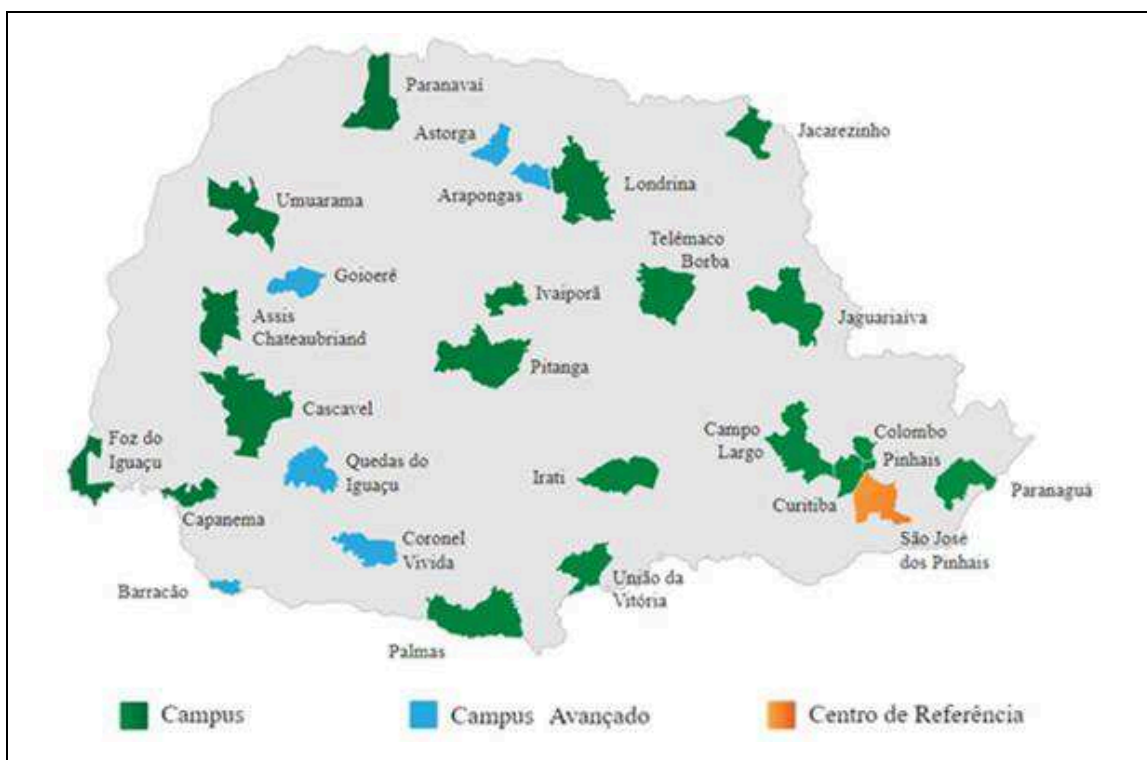 Paranavaí
Astorga
Jacarezinho
Arapongas
Londrina
Umuarama
Telêmaco
Borba
Goioerê
Ivaiporã
Assis
Chateaubriand
Jaguariaíva
Pitanga
Cascavel
Foz do
Iguaçu
Campo
Largo
Colombo
Pinhais
Quedas do
Iguaçu
Irati
Capanema
Curitiba
Paranaguá
São José
dos Pinhais
Coronel
Vivida
Barracão
União da
Vitória
Palmas
Campus
Campus Avançado
Centro de Referência